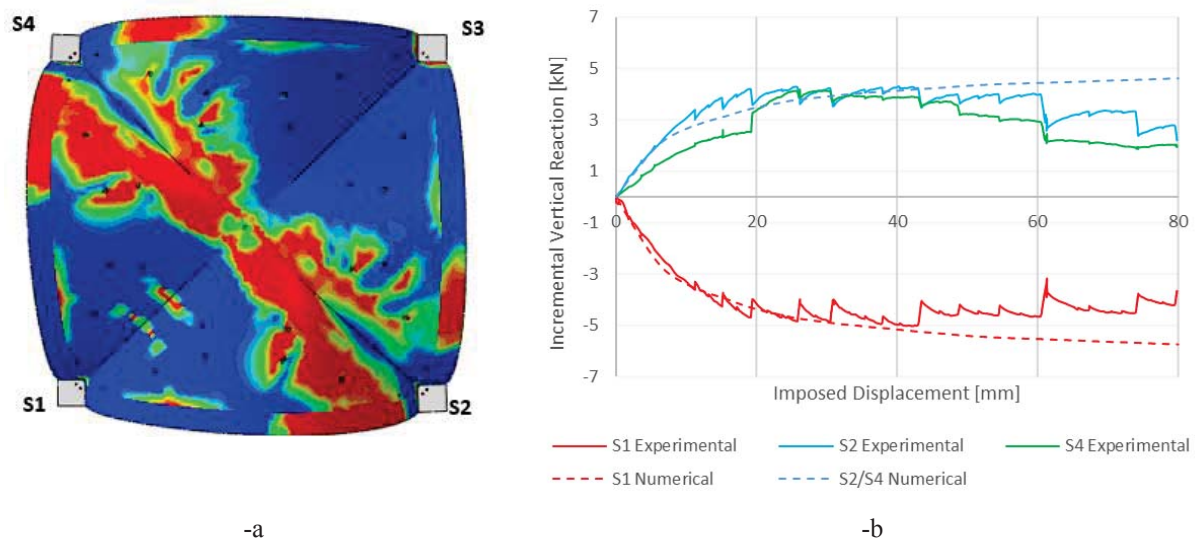 S4
S3
S1
S2
-a
Incremental Vertical Reaction [kN]
7
5
3
1
-1
-3
-5
-7
0
20
40
60
80
Imposed Displacement [mm]
S1 Experimental
S2 Experimental
S4 Experimental
S1 Numerical
S2/S4 Numerical
-b